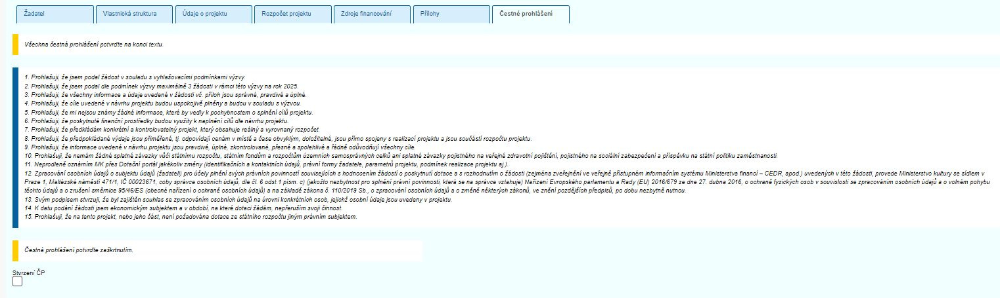 Žadatel
Vlastnická struktura
Údaje o projektu
Rozpočet projektu
Zdroje financování
Přílohy
Čestné prohlášení
Všechna čestná prohlášení potvrďte na konci textu.
1. Prohlašuji, že jsem podal žádost v souladu s vyhlašovacími podmínkami výzvy.
2. Prohlašuji, že jsem podal dle podmínek výzvy maximálně 3 žádosti v rámci této výzvy na rok 2025.
3. Prohlašuji, že všechny informace a údaje uvedené v žádosti vč. příloh jsou správné, pravdivé a úplné.
4. Prohlašuji, že cíle uvedené v návrhu projektu budou uspokojivě plněny a budou v souladu s výzvou.
5. Prohlašuji, že mi nejsou známy žádné informace, které by vedly k pochybnostem o splnění cílů projektu.
6. Prohlašuji, že poskytnuté finanční prostředky budou využity k naplnění cílů dle návrhu projektu.
7. Prohlašuji, že předkládám konkrétní a kontrolovatelný projekt, který obsahuje reálný a vyrovnaný rozpočet.
8. Prohlašuji, že předpokládané výdaje jsou přiměřené, tj. odpovídají cenám v místě a čase obvyklým, doložitelné, jsou přímo spojeny s realizací projektu a jsou součástí rozpočtu projektu.
9. Prohlašuji, že informace uvedené v návrhu projektu jsou pravdivé, úplné, zkontrolované, přesné a spolehlivé a řádně odůvodňují všechny cíle.
10. Prohlašuji, že nemám žádné splatné závazky vůči státnímu rozpočtu, státním fondům a rozpočtům územních samosprávných celků ani splatné závazky pojistného na veřejné zdravotní pojištění, pojistného na sociální zabezpečení a příspěvku na státní politiku zaměstnanosti.
11. Neprodleně oznámím MK přes Dotační portál jakékoliv změny (identifikačních a kontaktních údajů, právní formy žadatele, parametrů projektu, podmínek realizace projektu aj.).
12. Zpracování osobních údajů o subjektu údajů (žadateli) pro účely plnění svých právních povinností souvisejících s hodnocením žádostí o poskytnutí dotace a s rozhodnutím o žádosti (zejména zveřejnění ve veřejně přístupném informačním systému Ministerstva financí – CEDR, apod.) uvedených v této žádosti, provede Ministerstvo kultury se sídlem v
Praze 1, Maltézské náměstí 471/1, IČ 00023671, coby správce osobních údajů, dle čl. 6 odst.1 písm. c) (jakožto nezbytnost pro splnění právní povinnosti, která se na správce vztahuje) Nařízení Evropského parlamentu a Rady (EU) 2016/679 ze dne 27. dubna 2016, o ochraně fyzických osob v souvislosti se zpracováním osobních údajů a o volném pohybu
těchto údajů a o zrušení směrnice 95/46/ES (obecné nařízení o ochraně osobních údajů) a na základě zákona č. 110/2019 Sb., o zpracování osobních údajů a o změně některých zákonů, ve znění pozdějších předpisů, po dobu nezbytně nutnou.
13. Svým podpisem stvrzuji, že byl zajištěn souhlas se zpracováním osobních údajů na úrovni konkrétních osob, jejichž osobní údaje jsou uvedeny v projektu.
14. K datu podání žádosti jsem ekonomickým subjektem a v období, na které dotaci žádám, nepřeruším svoji činnost.
15. Prohlašuji, že na tento projekt, nebo jeho část, není požadována dotace ze státního rozpočtu jiným právním subjektem.
Čestná prohlášení potvrďte zaškrtnutím.
Stvrzení ČP